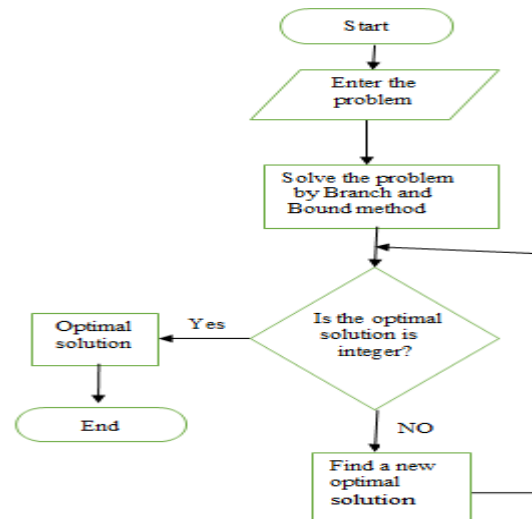 Start
Enter the
problem
Solve the problem
by Branch and
Bound method
Is the optimal
solution is
integer?
Yes
Optimal
solution
End
NO
Find a new
optimal
solution